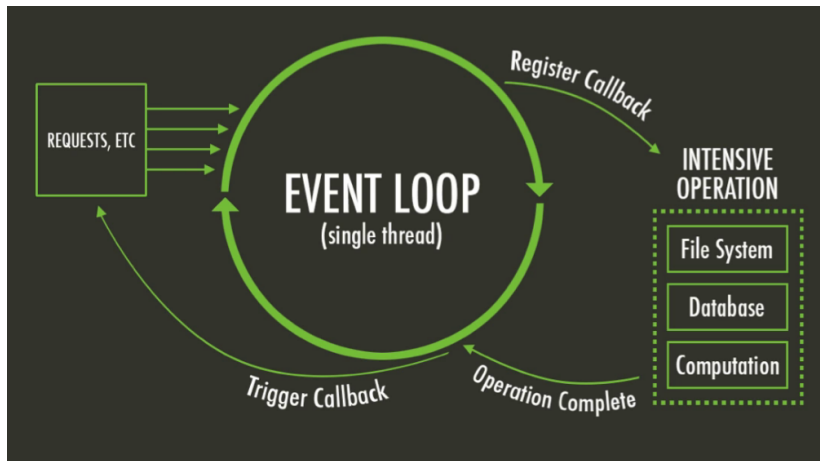 REQUESTS, ETC
EVENT LOOP
(single thread)
Register Callback
INTENSIVE
OPERATION
File System
Database
Computation
Operation Complete
Trigger Callback